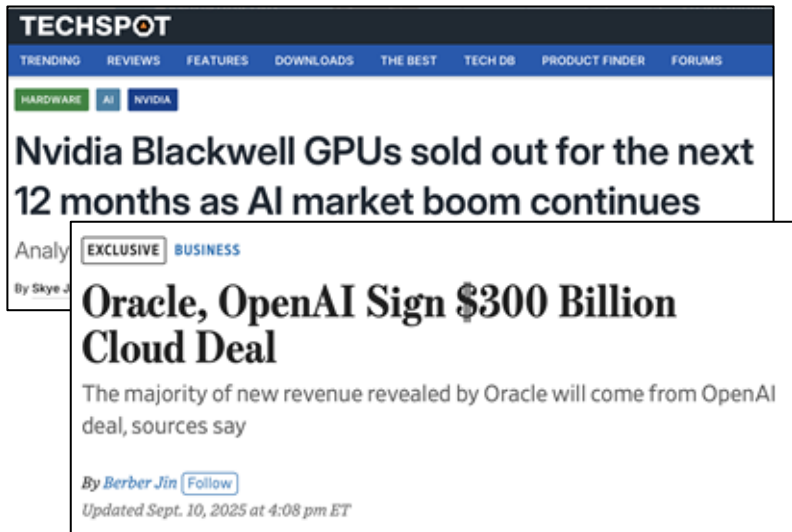 TECHSPOT
TRENDING REVIEWS FEATURES DOWNLOADS THE BEST TECH DB PRODUCT FINDER FORUMS
HARDWARE AI NVIDIA
Nvidia Blackwell GPUs sold out for the next
12 months as AI market boom continues
Analy
By Skye J
EXCLUSIVE BUSINESS
Oracle, OpenAI Sign $300 Billion
Cloud Deal
The majority of new revenue revealed by Oracle will come from OpenAI
deal, sources say
By Berber Jin Follow
Updated Sept. 10, 2025 at 4:08 pm ET